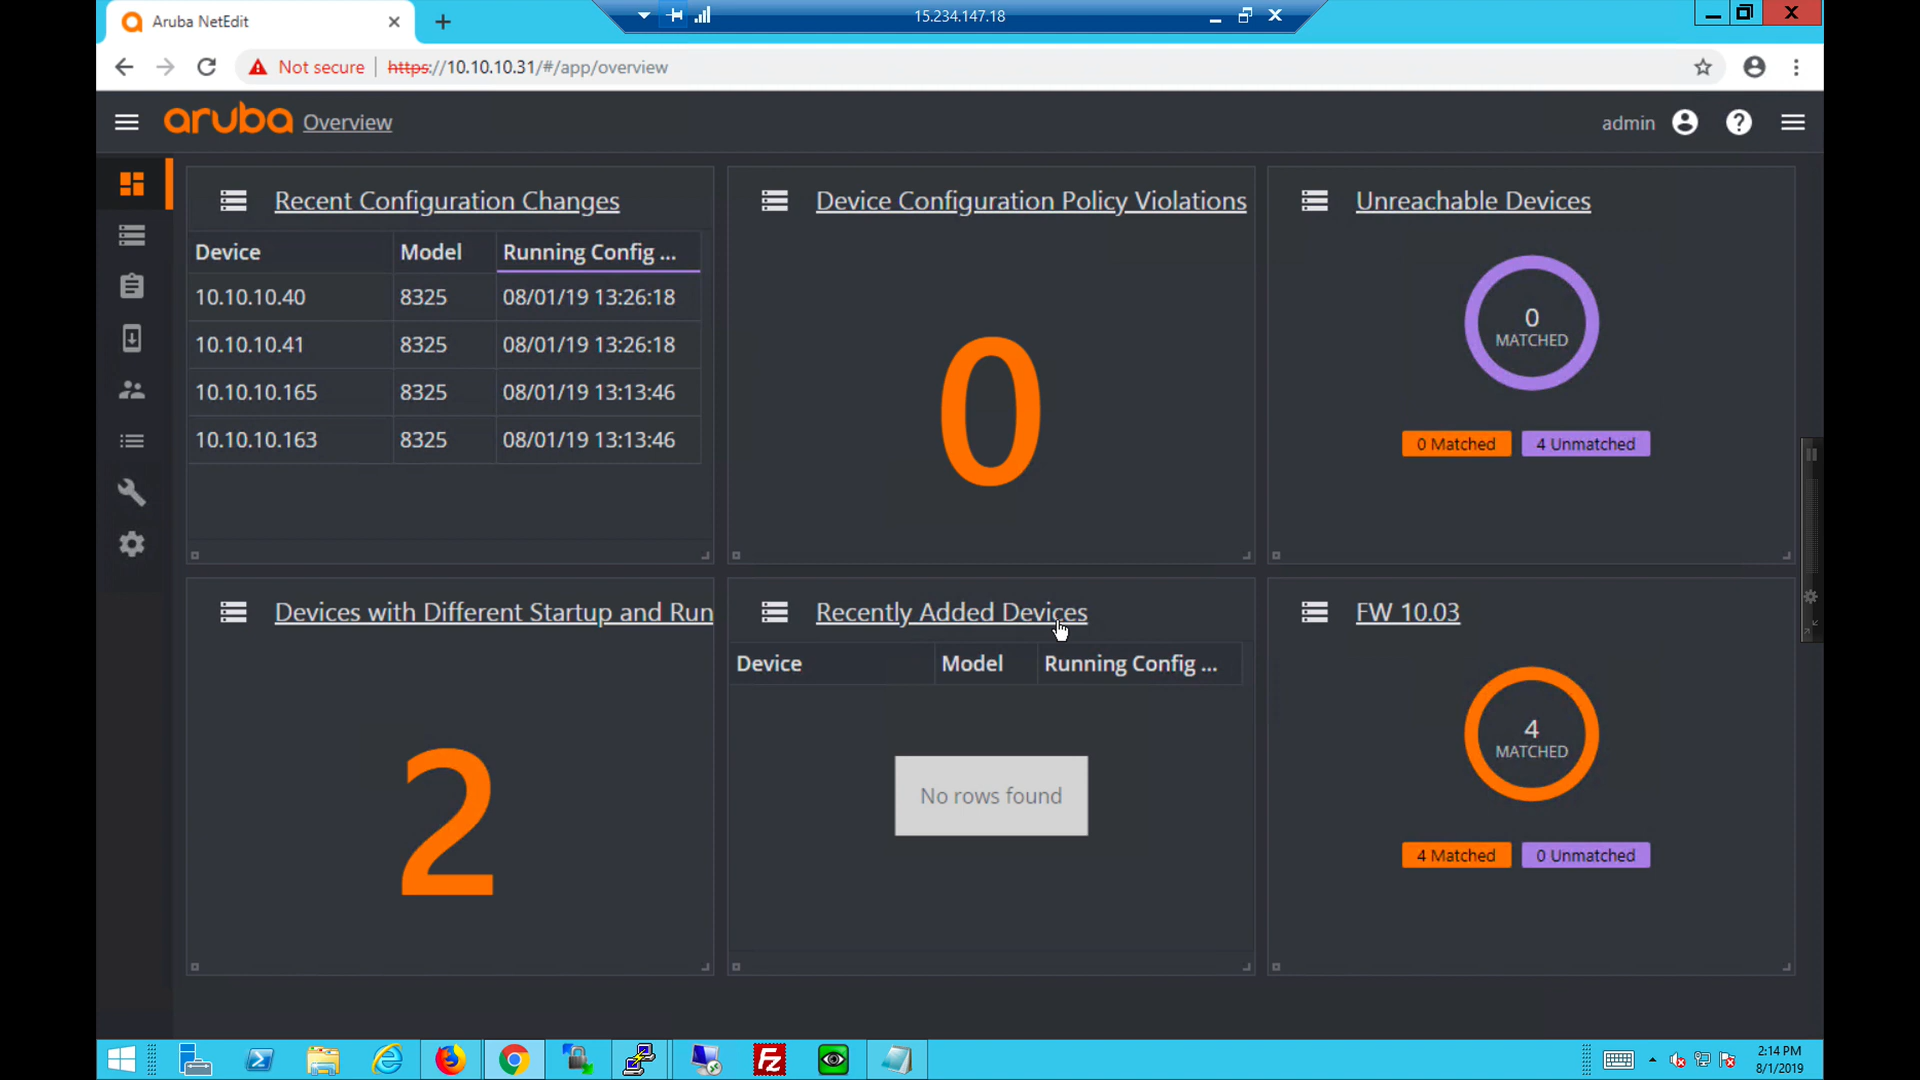 Aruba NetEdit
15.234.147.18
Not secure
https://10.10.10.31/#/app/overview
aruba Overview
admin
Recent Configuration Changes
Device Model Running Config ...
10.10.10.40 8325 08/01/19 13:26:18
10.10.10.41 8325 08/01/19 13:26:18
10.10.10.165 8325 08/01/19 13:13:46
10.10.10.163 8325 08/01/19 13:13:46
Device Configuration Policy Violations
0
Unreachable Devices
0
MATCHED
0 Matched
4 Unmatched
Devices with Different Startup and Run
2
Recently Added Devices
Device Model Running Config ...
No rows found
FW 10.03
4
MATCHED
4 Matched
0 Unmatched
Fz
2:14 PM
8/1/2019